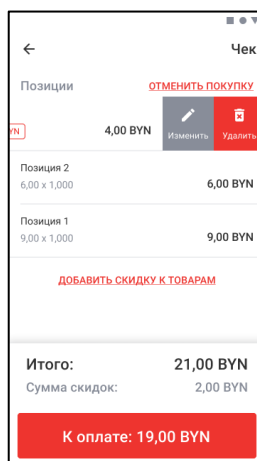 Чек
Позиции ОТМЕНИТЬ ПОКУПКУ
YN 4,00 BYN Изменить Удалить
Позиция 2
6,00 x 1,000 6,00 BYN
Позиция 1
9,00 x 1,000 9,00 BYN
ДОБАВИТЬ СКИДКУ К ТОВАРАМ
Итого: 21,00 BYN
Сумма скидок: 2,00 BYN
К оплате: 19,00 BYN